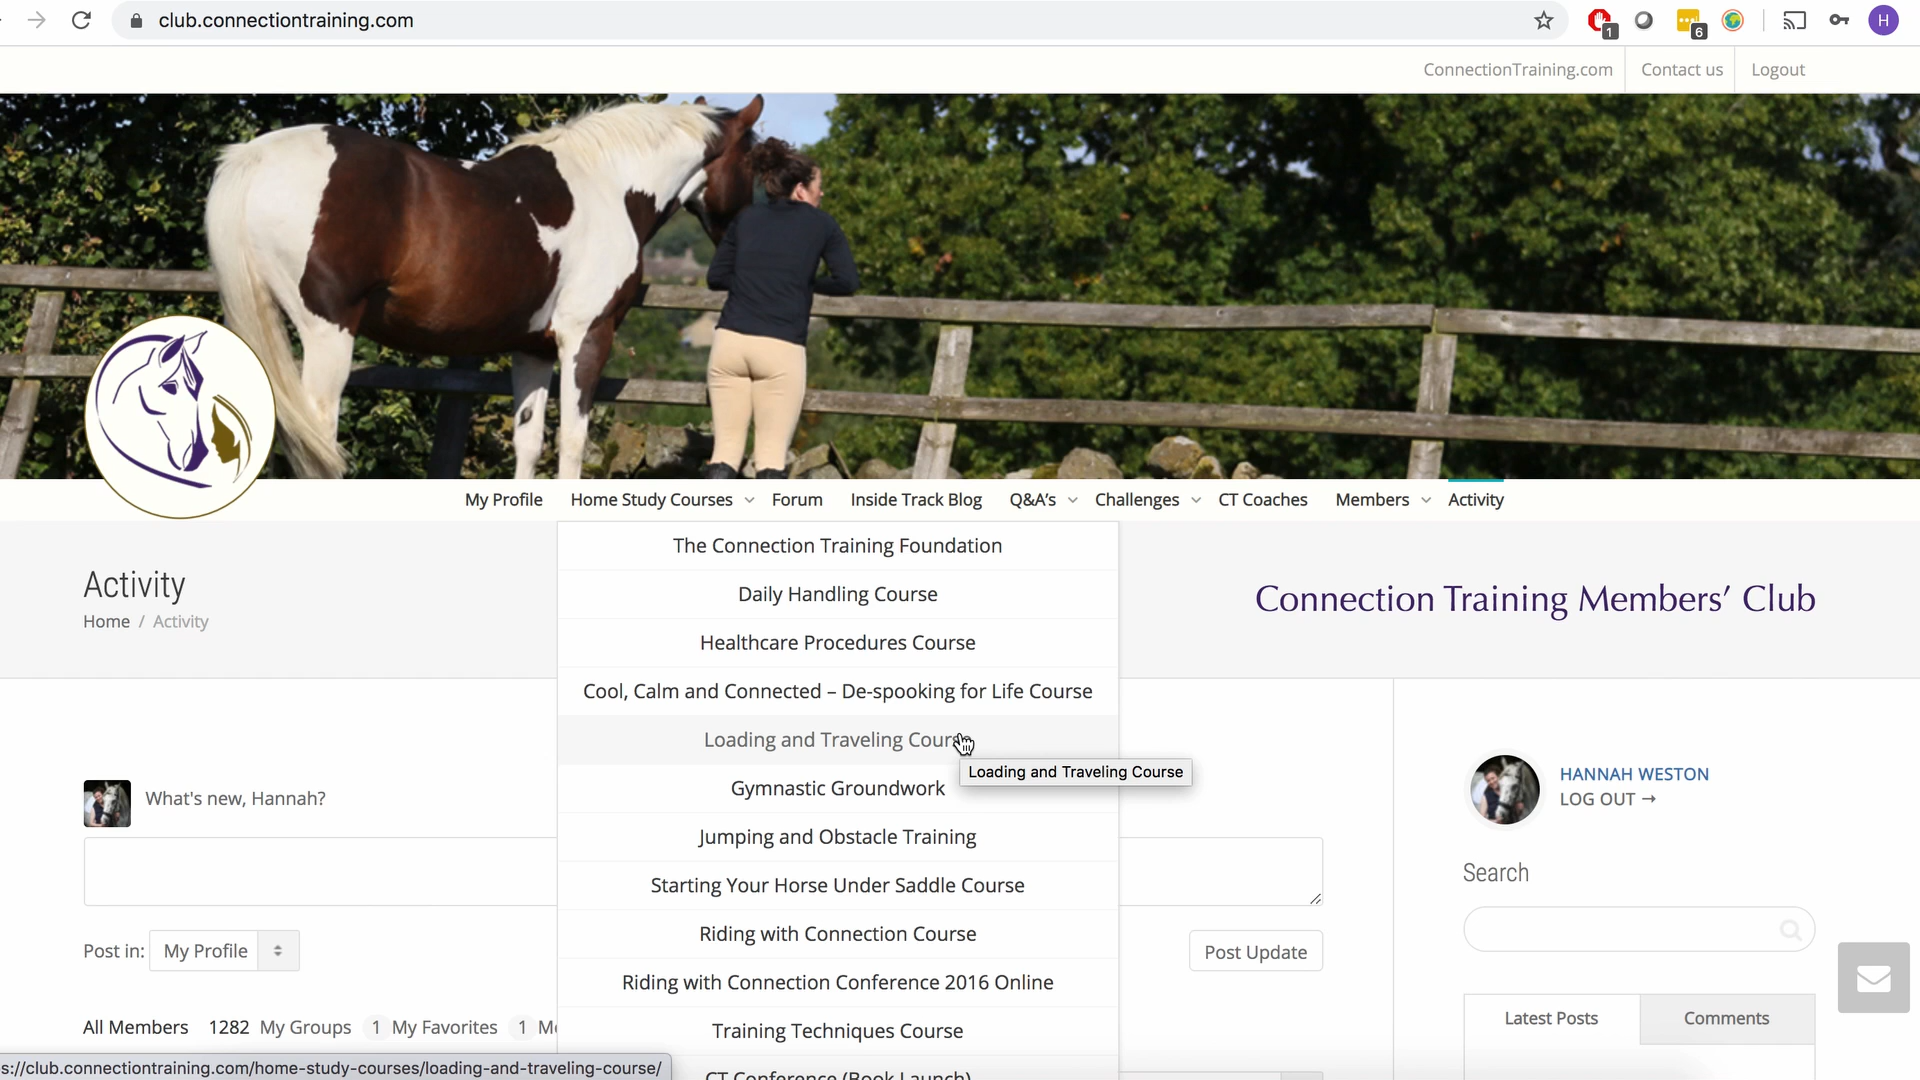 club.connectiontraining.com
1
6
H
ConnectionTraining.com
Contact us
Logout
My Profile
Home Study Courses
Forum
Inside Track Blog
Q&A's
Challenges
CT Coaches
Members
Activity
The Connection Training Foundation
Daily Handling Course
Healthcare Procedures Course
Cool, Calm and Connected – De-spooking for Life Course
Loading and Traveling Course
Loading and Traveling Course
Gymnastic Groundwork
Jumping and Obstacle Training
Starting Your Horse Under Saddle Course
Riding with Connection Course
Riding with Connection Conference 2016 Online
Training Techniques Course
CT Conference (Book Launch)
Activity
Home / Activity
Connection Training Members' Club
What's new, Hannah?
Post in: My Profile
Post Update
All Members 1282 My Groups 1 My Favorites 1
HANNAH WESTON
LOG OUT →
Search
Latest Posts
Comments
s://club.connectiontraining.com/home-study-courses/loading-and-traveling-course/